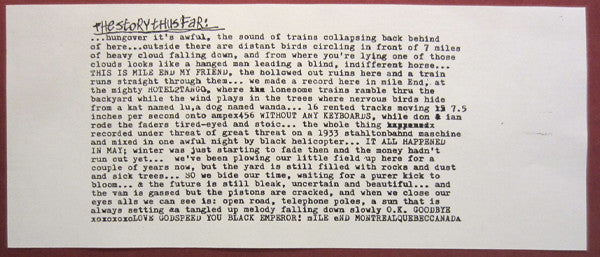 tHeStoRytHusFaR:
...hungover it's awful, the sound of trains collapsing back behind
of here...outside there are distant birds circling in front of 7 miles
of heavy cloud falling down, and from where you're lying one of those
clouds looks like a hanged man leading a blind, indifferent horse...
THIS IS MILE END MY FRIEND, the hollowed out ruins here and a train
runs straight through them... we made a record here in mile End, at
the mighty HOTEL2TANGO, where the lonesome trains ramble thru the
backyard while the wind plays in the trees where nervous birds hide
from a kat named lu,a dog named wanda... 16 rented tracks moving 7.5
inches per second onto ampex456 WITHOUT ANY KEYBOARDS, while don & ian
rode the faders tired-eyed and stoic... the whole thing
recorded under threat of great threat on a 1933 stahltonbahnd maschine
and mixed in one awful night by black helicopter... IT ALL HAPPENED
IN MAY; winter was just starting to fade then and the money hadn't
run out yet... we've been plowing our little field up here for a
couple of years now, but the yard is still filled with rocks and dust
and sick trees... SO we bide our time, waiting for a purer kick to
bloom... & the future is still bleak, uncertain and beautiful... and
the van is gassed but the pistons are cracked, and when we close our
eyes alls we can see is: open road, telephone poles, a sun that is
always setting a tangled up melody falling down slowly O.K. GOODBYE
xoxoxoxoLOVE GODSPEED YOU BLACK EMPEROR! mILE eND MONTREALQUEBECCANADA